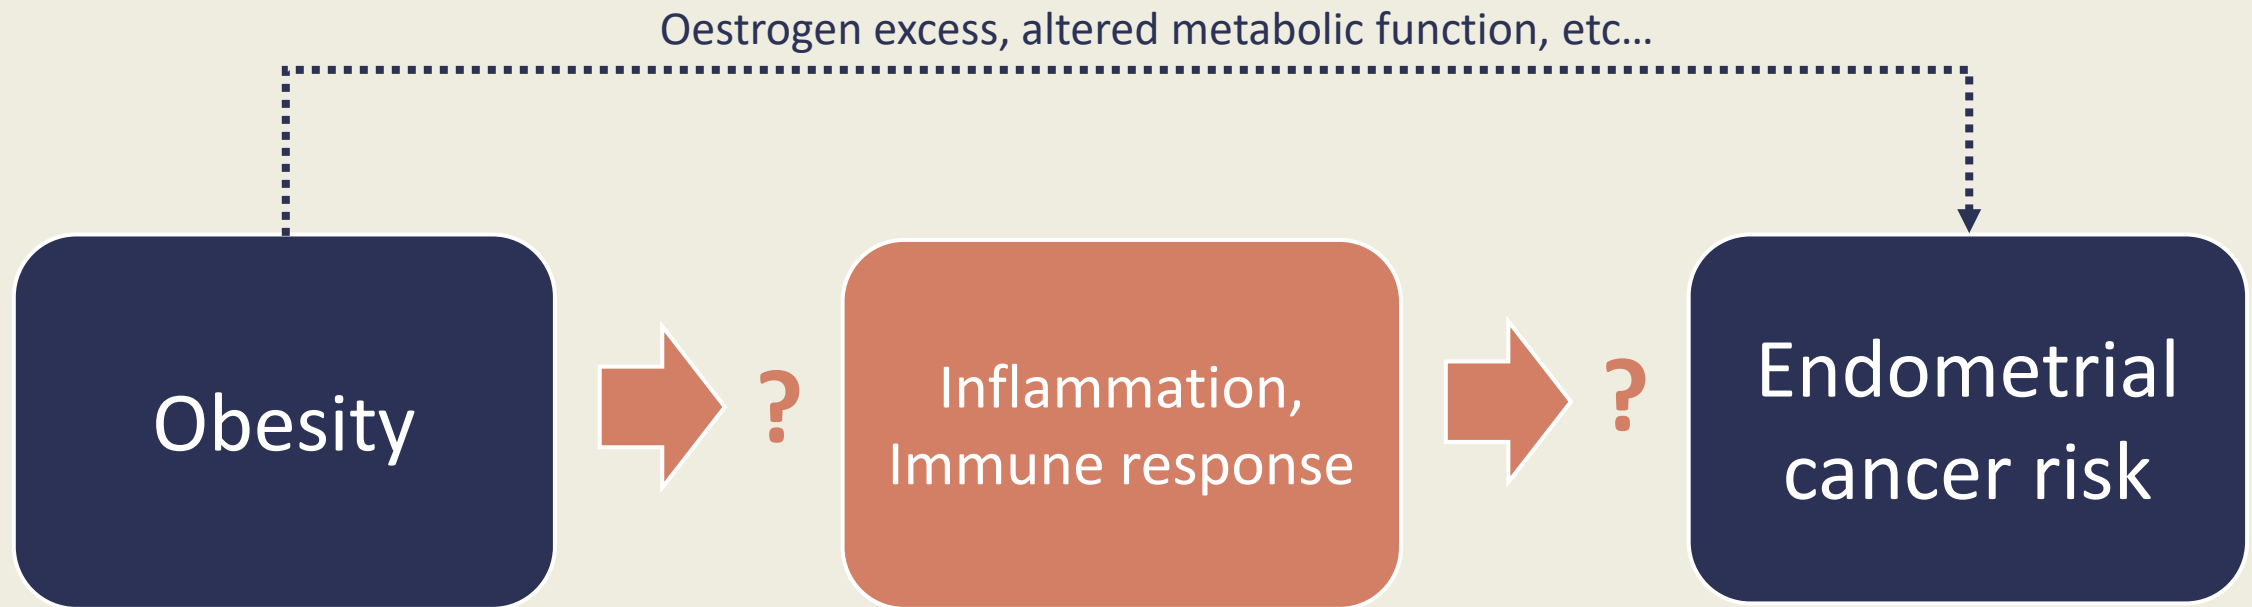 Oestrogen excess, altered metabolic function, etc…
Obesity
?
Inflammation,
Immune response
?
Endometrial
cancer risk